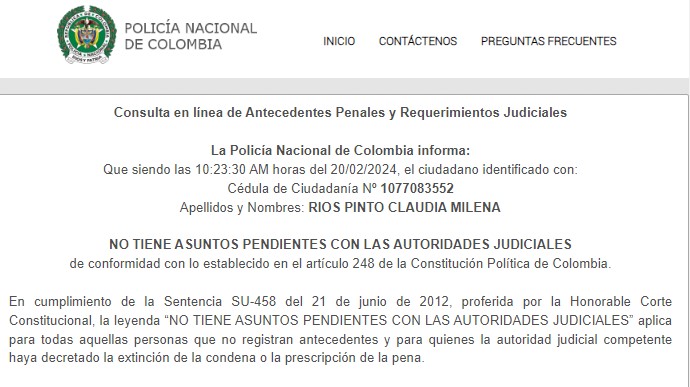 POLICÍA NACIONAL
DE COLOMBIA
INICIO CONTÁCTENOS PREGUNTAS FRECUENTES
Consulta en línea de Antecedentes Penales y Requerimientos Judiciales
La Policía Nacional de Colombia informa:
Que siendo las 10:23:30 AM horas del 20/02/2024, el ciudadano identificado con:
Cédula de Ciudadanía Nº 1077083552
Apellidos y Nombres: RIOS PINTO CLAUDIA MILENA
NO TIENE ASUNTOS PENDIENTES CON LAS AUTORIDADES JUDICIALES
de conformidad con lo establecido en el artículo 248 de la Constitución Política de Colombia.
En cumplimiento de la Sentencia SU-458 del 21 de junio de 2012, proferida por la Honorable Corte
Constitucional, la leyenda “NO TIENE ASUNTOS PENDIENTES CON LAS AUTORIDADES JUDICIALES” aplica
para todas aquellas personas que no registran antecedentes y para quienes la autoridad judicial competente
haya decretado la extinción de la condena o la prescripción de la pena.